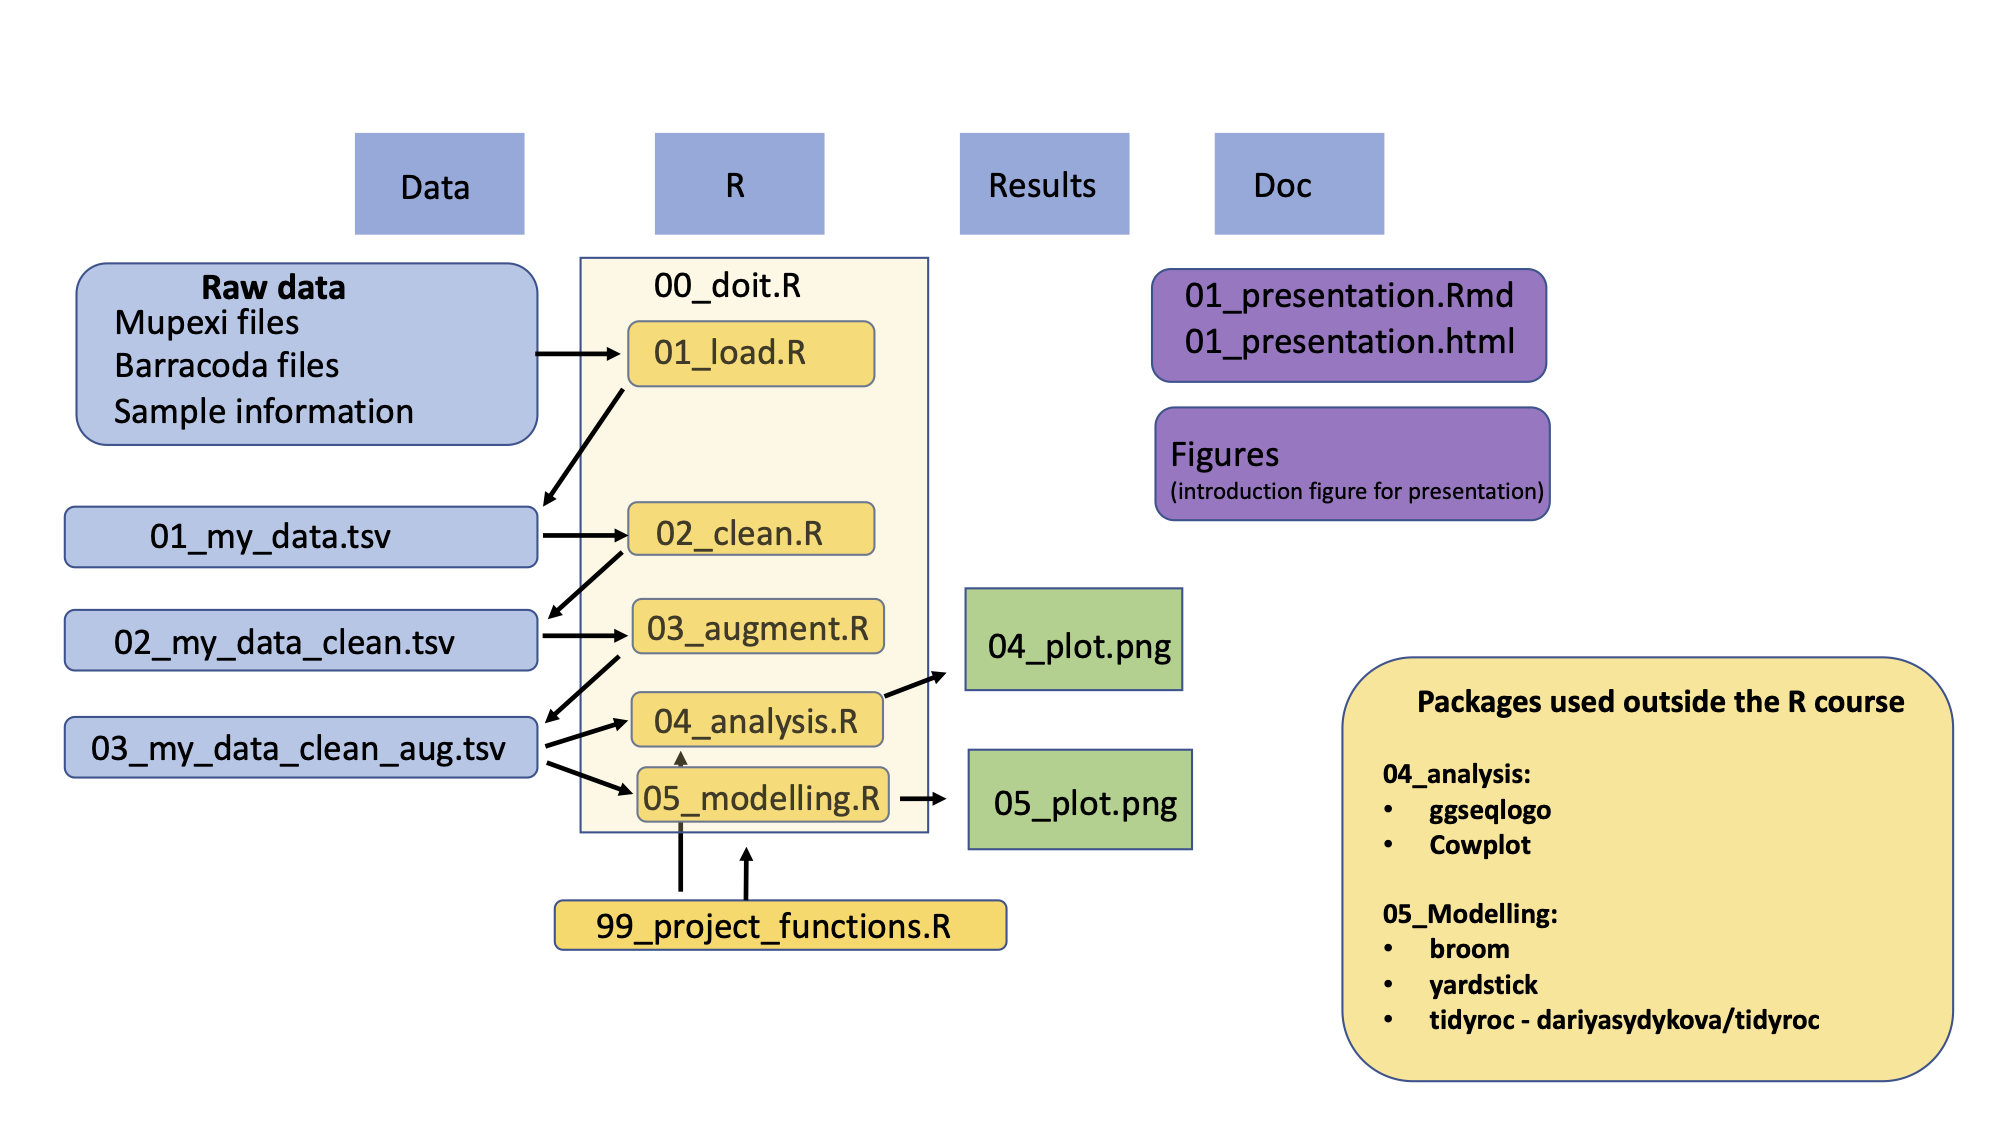 Data
R
Results
Doc
Raw data
Mupexi files
Barracoda files
Sample information
01_my_data.tsv
02_my_data_clean.tsv
03_my_data_clean_aug.tsv
00_doit.R
01_load.R
02_clean.R
03_augment.R
04_analysis.R
05_modelling.R
99_project_functions.R
04_plot.png
05_plot.png
01_presentation.Rmd
01_presentation.html
Figures
(introduction figure for presentation)
Packages used outside the R course
04_analysis:
• ggseqlogo
• Cowplot
05_Modelling:
• broom
• yardstick
• tidyroc - dariyasydykova/tidyroc